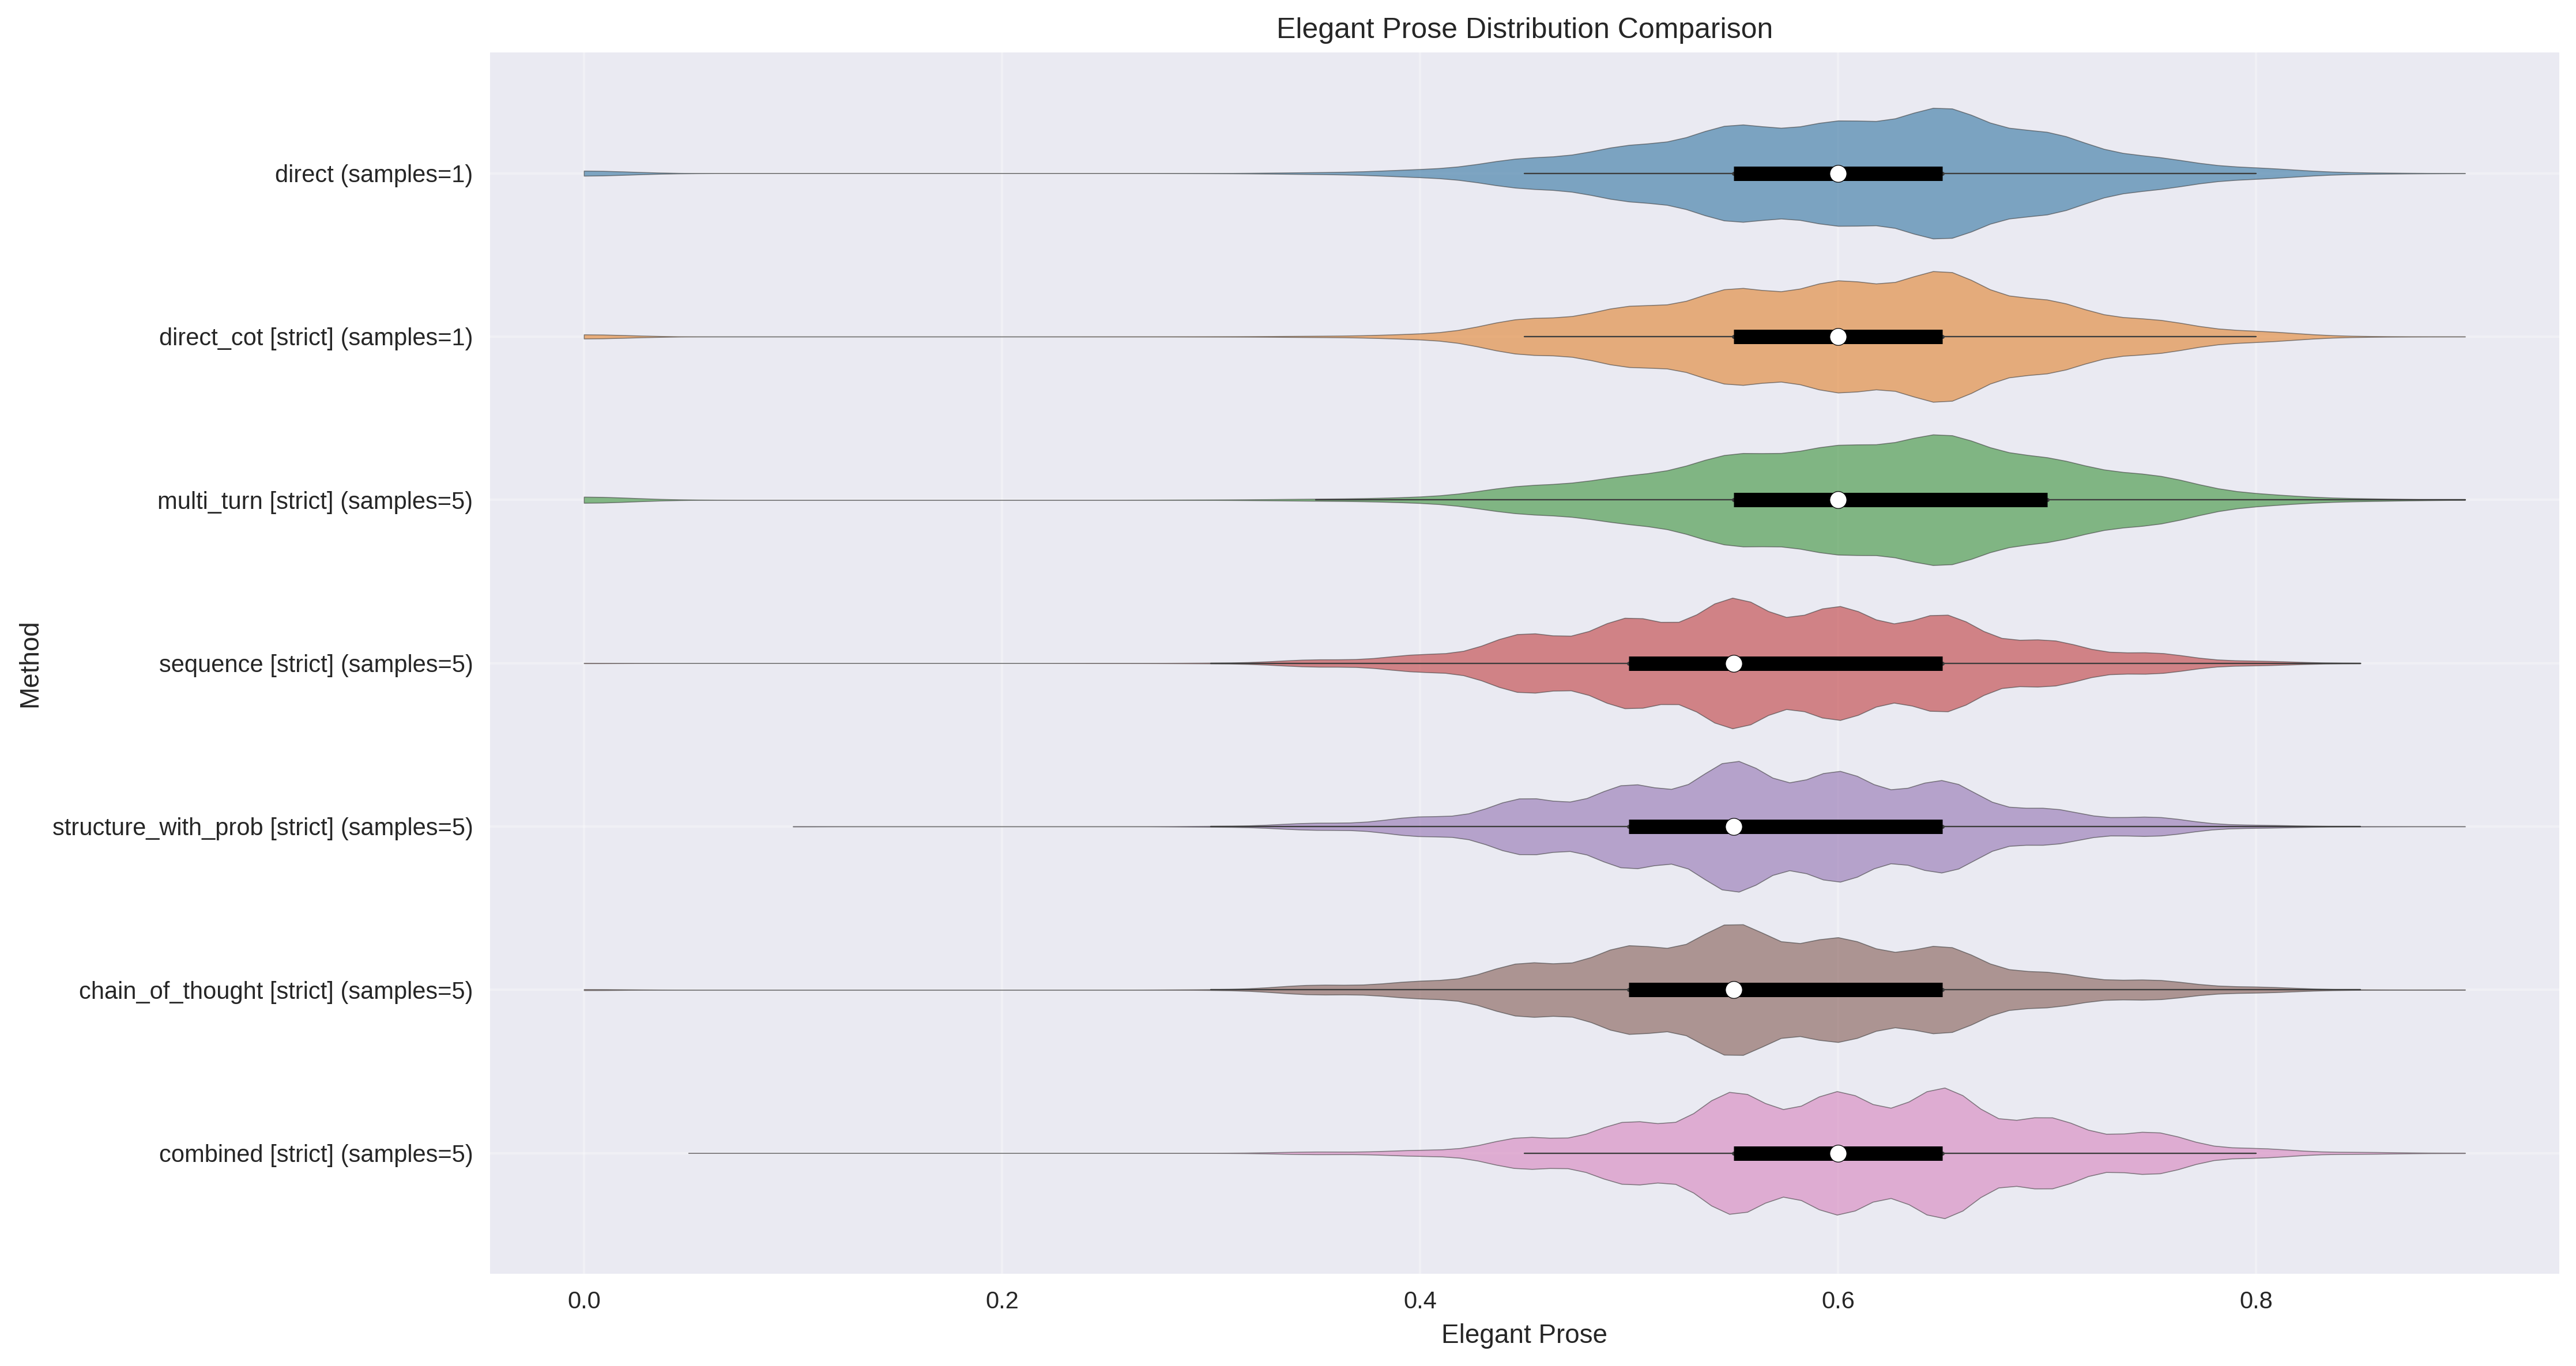 Elegant Prose Distribution Comparison
direct (samples=1)
direct_cot [strict] (samples=1)
multi_turn [strict] (samples=5)
sequence [strict] (samples=5)
structure_with_prob [strict] (samples=5)
chain_of_thought [strict] (samples=5)
combined [strict] (samples=5)
Method
0.0 0.2 0.4 0.6 0.8
Elegant Prose